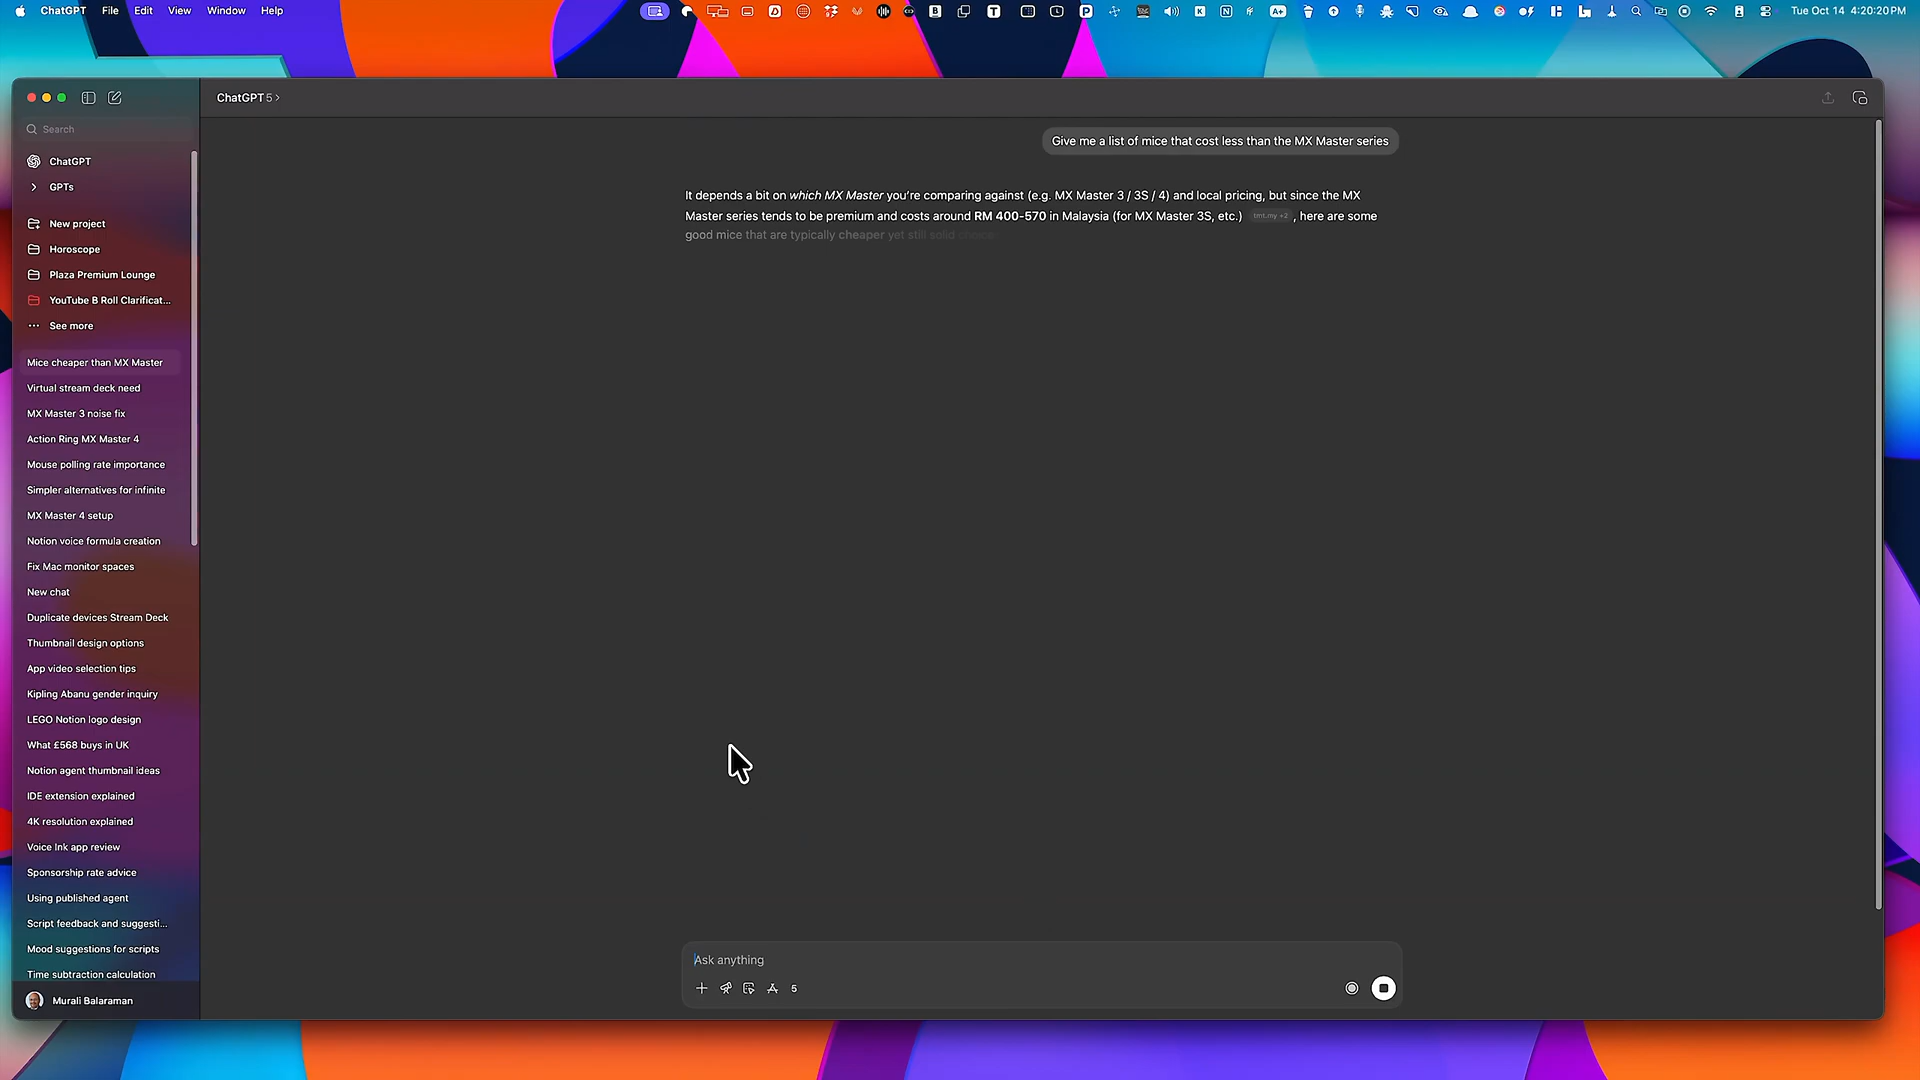 ChatGPT File Edit View Window Help
Tue Oct 14 4:20:20 PM
ChatGPT 5 >
Search
ChatGPT
GPTs
New project
Horoscope
Plaza Premium Lounge
YouTube B Roll Clarificat...
See more
Mice cheaper than MX Master
Virtual stream deck need
MX Master 3 noise fix
Action Ring MX Master 4
Mouse polling rate importance
Simpler alternatives for infinite
MX Master 4 setup
Notion voice formula creation
Fix Mac monitor spaces
New chat
Duplicate devices Stream Deck
Thumbnail design options
App video selection tips
Kipling Abanu gender inquiry
LEGO Notion logo design
What £568 buys in UK
Notion agent thumbnail ideas
IDE extension explained
4K resolution explained
Voice Ink app review
Sponsorship rate advice
Using published agent
Script feedback and suggesti...
Mood suggestions for scripts
Time subtraction calculation
Murali Balaraman
Give me a list of mice that cost less than the MX Master series
It depends a bit on which MX Master you're comparing against (e.g. MX Master 3 / 3S / 4) and local pricing, but since the MX
Master series tends to be premium and costs around RM 400-570 in Malaysia (for MX Master 3S, etc.) tmt.my +2 , here are some
good mice that are typically cheaper yet still solid
Ask anything
5